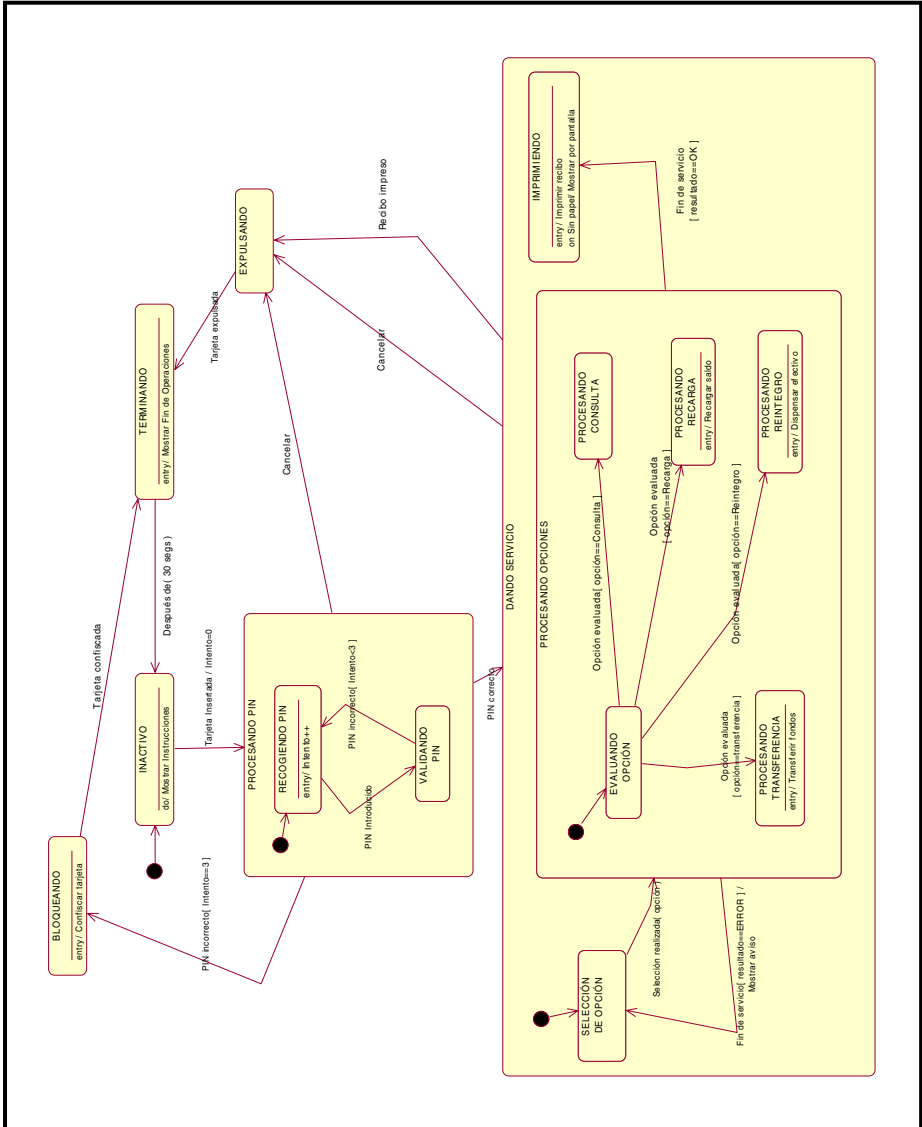 BLOQUEANDO
entry/ Confiscar tarjeta
Tarjeta confiscada
PIN incorrecto[ Intento==3 ]
INACTIVO
do/ Mostrar Instrucciones
Después de( 30 segs )
TERMINANDO
entry/ Mostrar Fin de Operaciones
Tarjeta expulsada
EXPULSANDO
Tarjeta Insertada / Intento=0
Cancelar
Cancelar
Recibo impreso
PROCESANDO PIN
RECOGIENDO PIN
entry/ Intento++
PIN Introducido
PIN incorrecto[ Intento<3 ]
VALIDANDO
PIN
PIN correcto
DANDO SERVICIO
SELECCIÓN
DE OPCIÓN
Selección realizada( opción )
Fin de servicio[ resultado==ERROR ] /
Mostrar aviso
PROCESANDO OPCIONES
EVALUANDO
OPCIÓN
Opción evaluada[ opción==Consulta ]
PROCESANDO
CONSULTA
Opción evaluada
[ opción==Recarga ]
PROCESANDO
RECARGA
entry/ Recargar saldo
Opción evaluada[ opción==Reintegro ]
PROCESANDO
REINTEGRO
entry/ Dispensar efectivo
Opción evaluada
[ opción==transferencia ]
PROCESANDO
TRANSFERENCIA
entry/ Transferir fondos
IMPRIMIENDO
entry/ Imprimir recibo
on Sin papel/ Mostrar por pantalla
Fin de servicio
[ resultado==OK ]